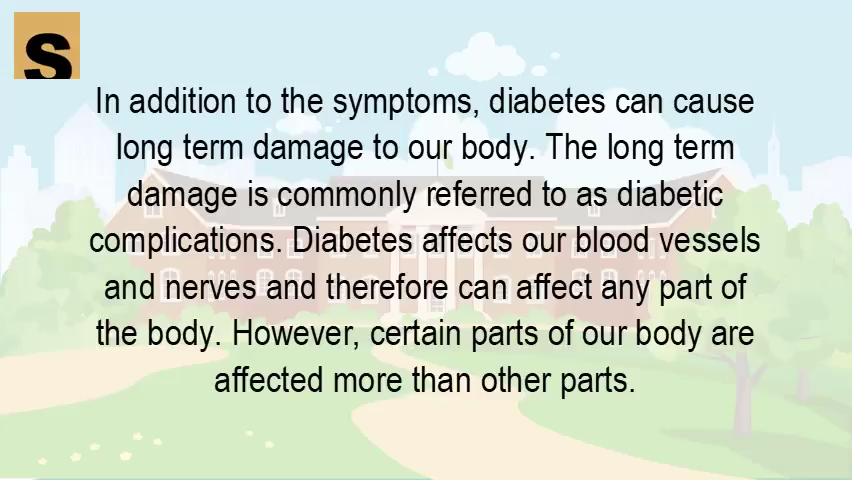 S
In addition to the symptoms, diabetes can cause
long term damage to our body. The long term
damage is commonly referred to as diabetic
complications. Diabetes affects our blood vessels
and nerves and therefore can affect any part of
the body. However, certain parts of our body are
affected more than other parts.